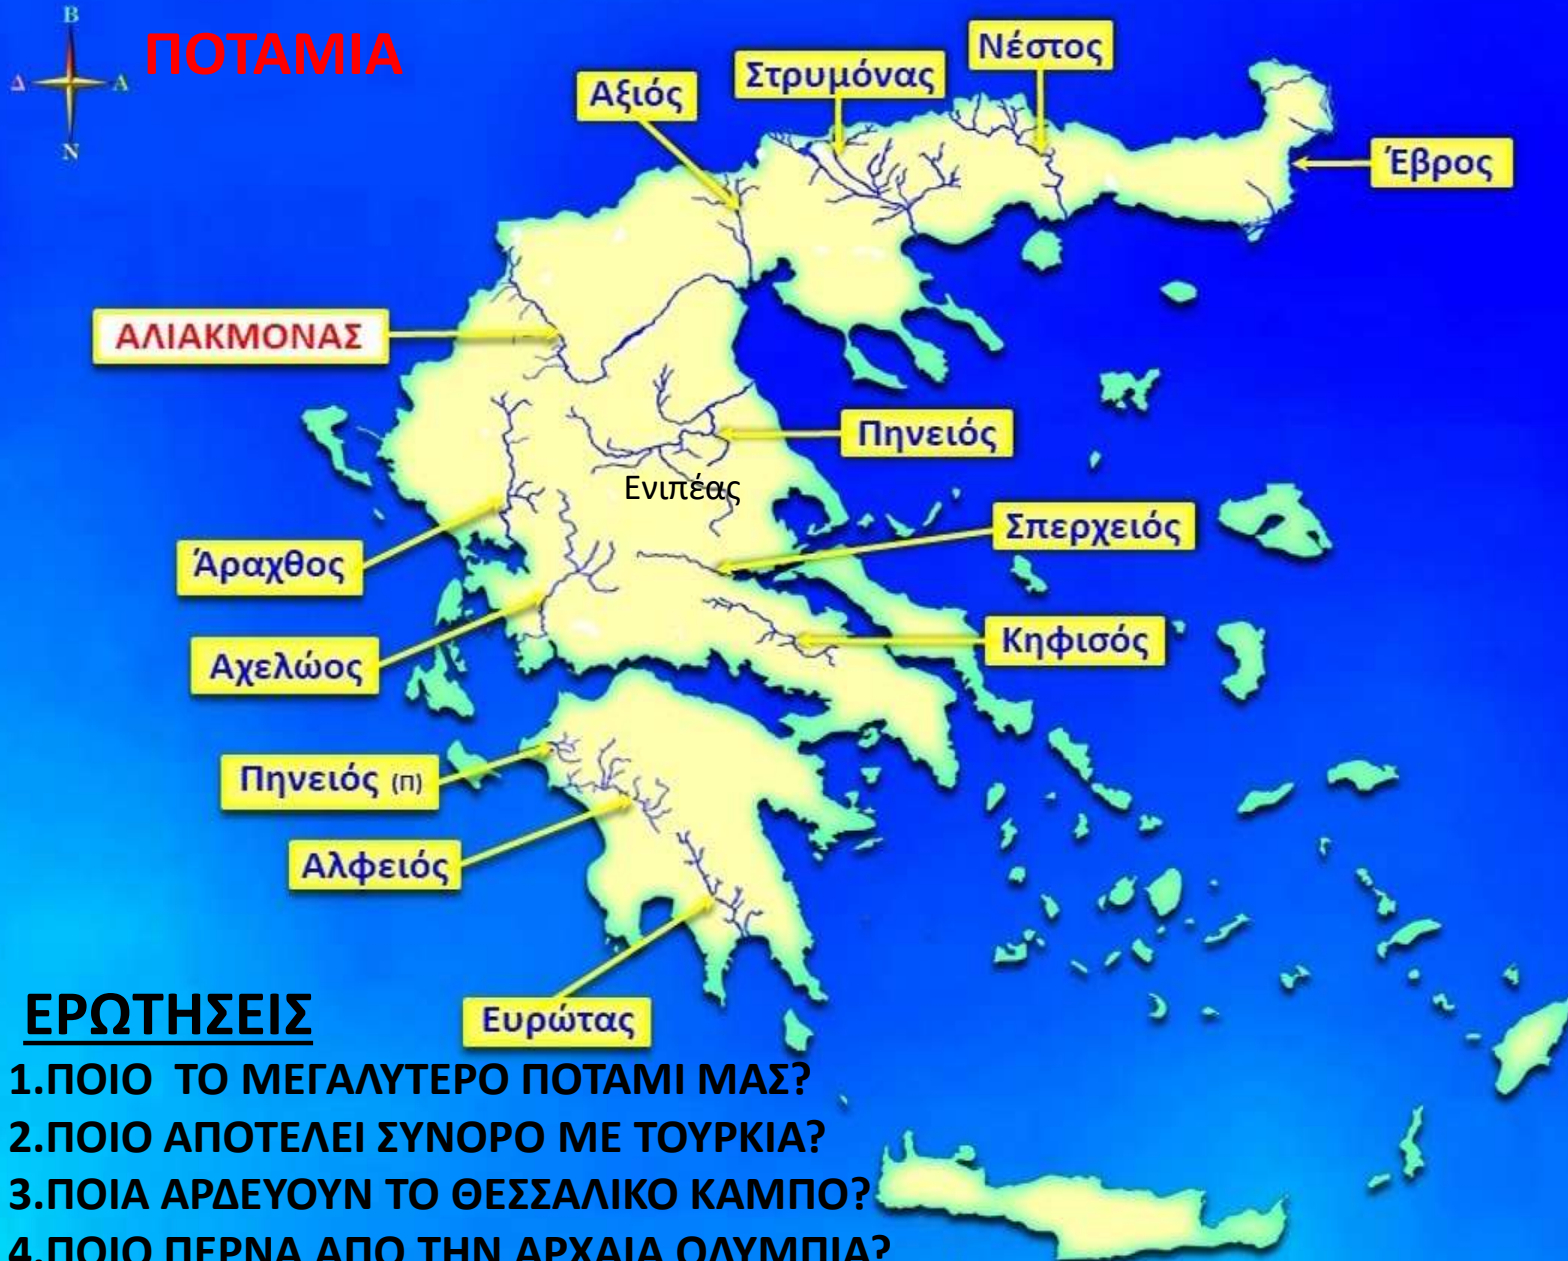 Β
Δ
Α
Ν
ΠΟΤΑΜΙΑ
Νέστος
Στρυμόνας
Αξιός
Έβρος
ΑΛΙΑΚΜΟΝΑΣ
Πηνειός
Ενιπέας
Σπερχειός
Άραχθος
Κηφισός
Αχελώος
Πηνειός (Π)
Αλφειός
Ευρώτας
ΕΡΩΤΗΣΕΙΣ
1.ΠΟΙΟ ΤΟ ΜΕΓΑΛΥΤΕΡΟ ΠΟΤΑΜΙ ΜΑΣ?
2.ΠΟΙΟ ΑΠΟΤΕΛΕΙ ΣΥΝΟΡΟ ΜΕ ΤΟΥΡΚΙΑ?
3.ΠΟΙΑ ΑΡΔΕΥΟΥΝ ΤΟ ΘΕΣΣΑΛΙΚΟ ΚΑΜΠΟ?
4.ΠΟΙΟ ΠΕΡΝΑ ΑΠΟ ΤΗΝ ΑΡΧΑΙΑ ΟΛΥΜΠΙΑ?